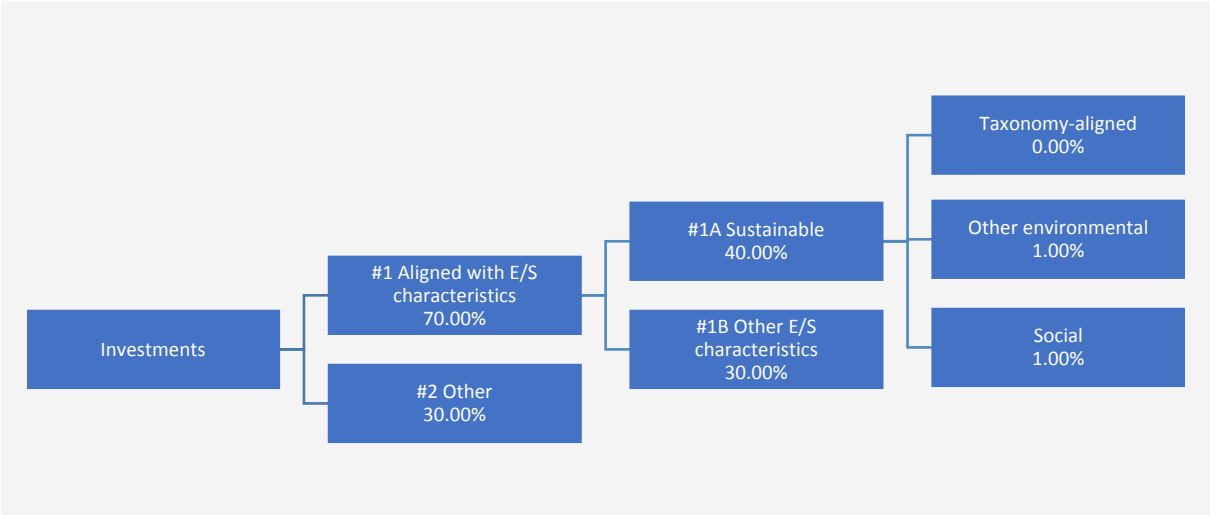 Investments
#1 Aligned with E/S
characteristics
70.00%
#2 Other
30.00%
#1A Sustainable
40.00%
#1B Other E/S
characteristics
30.00%
Taxonomy-aligned
0.00%
Other environmental
1.00%
Social
1.00%